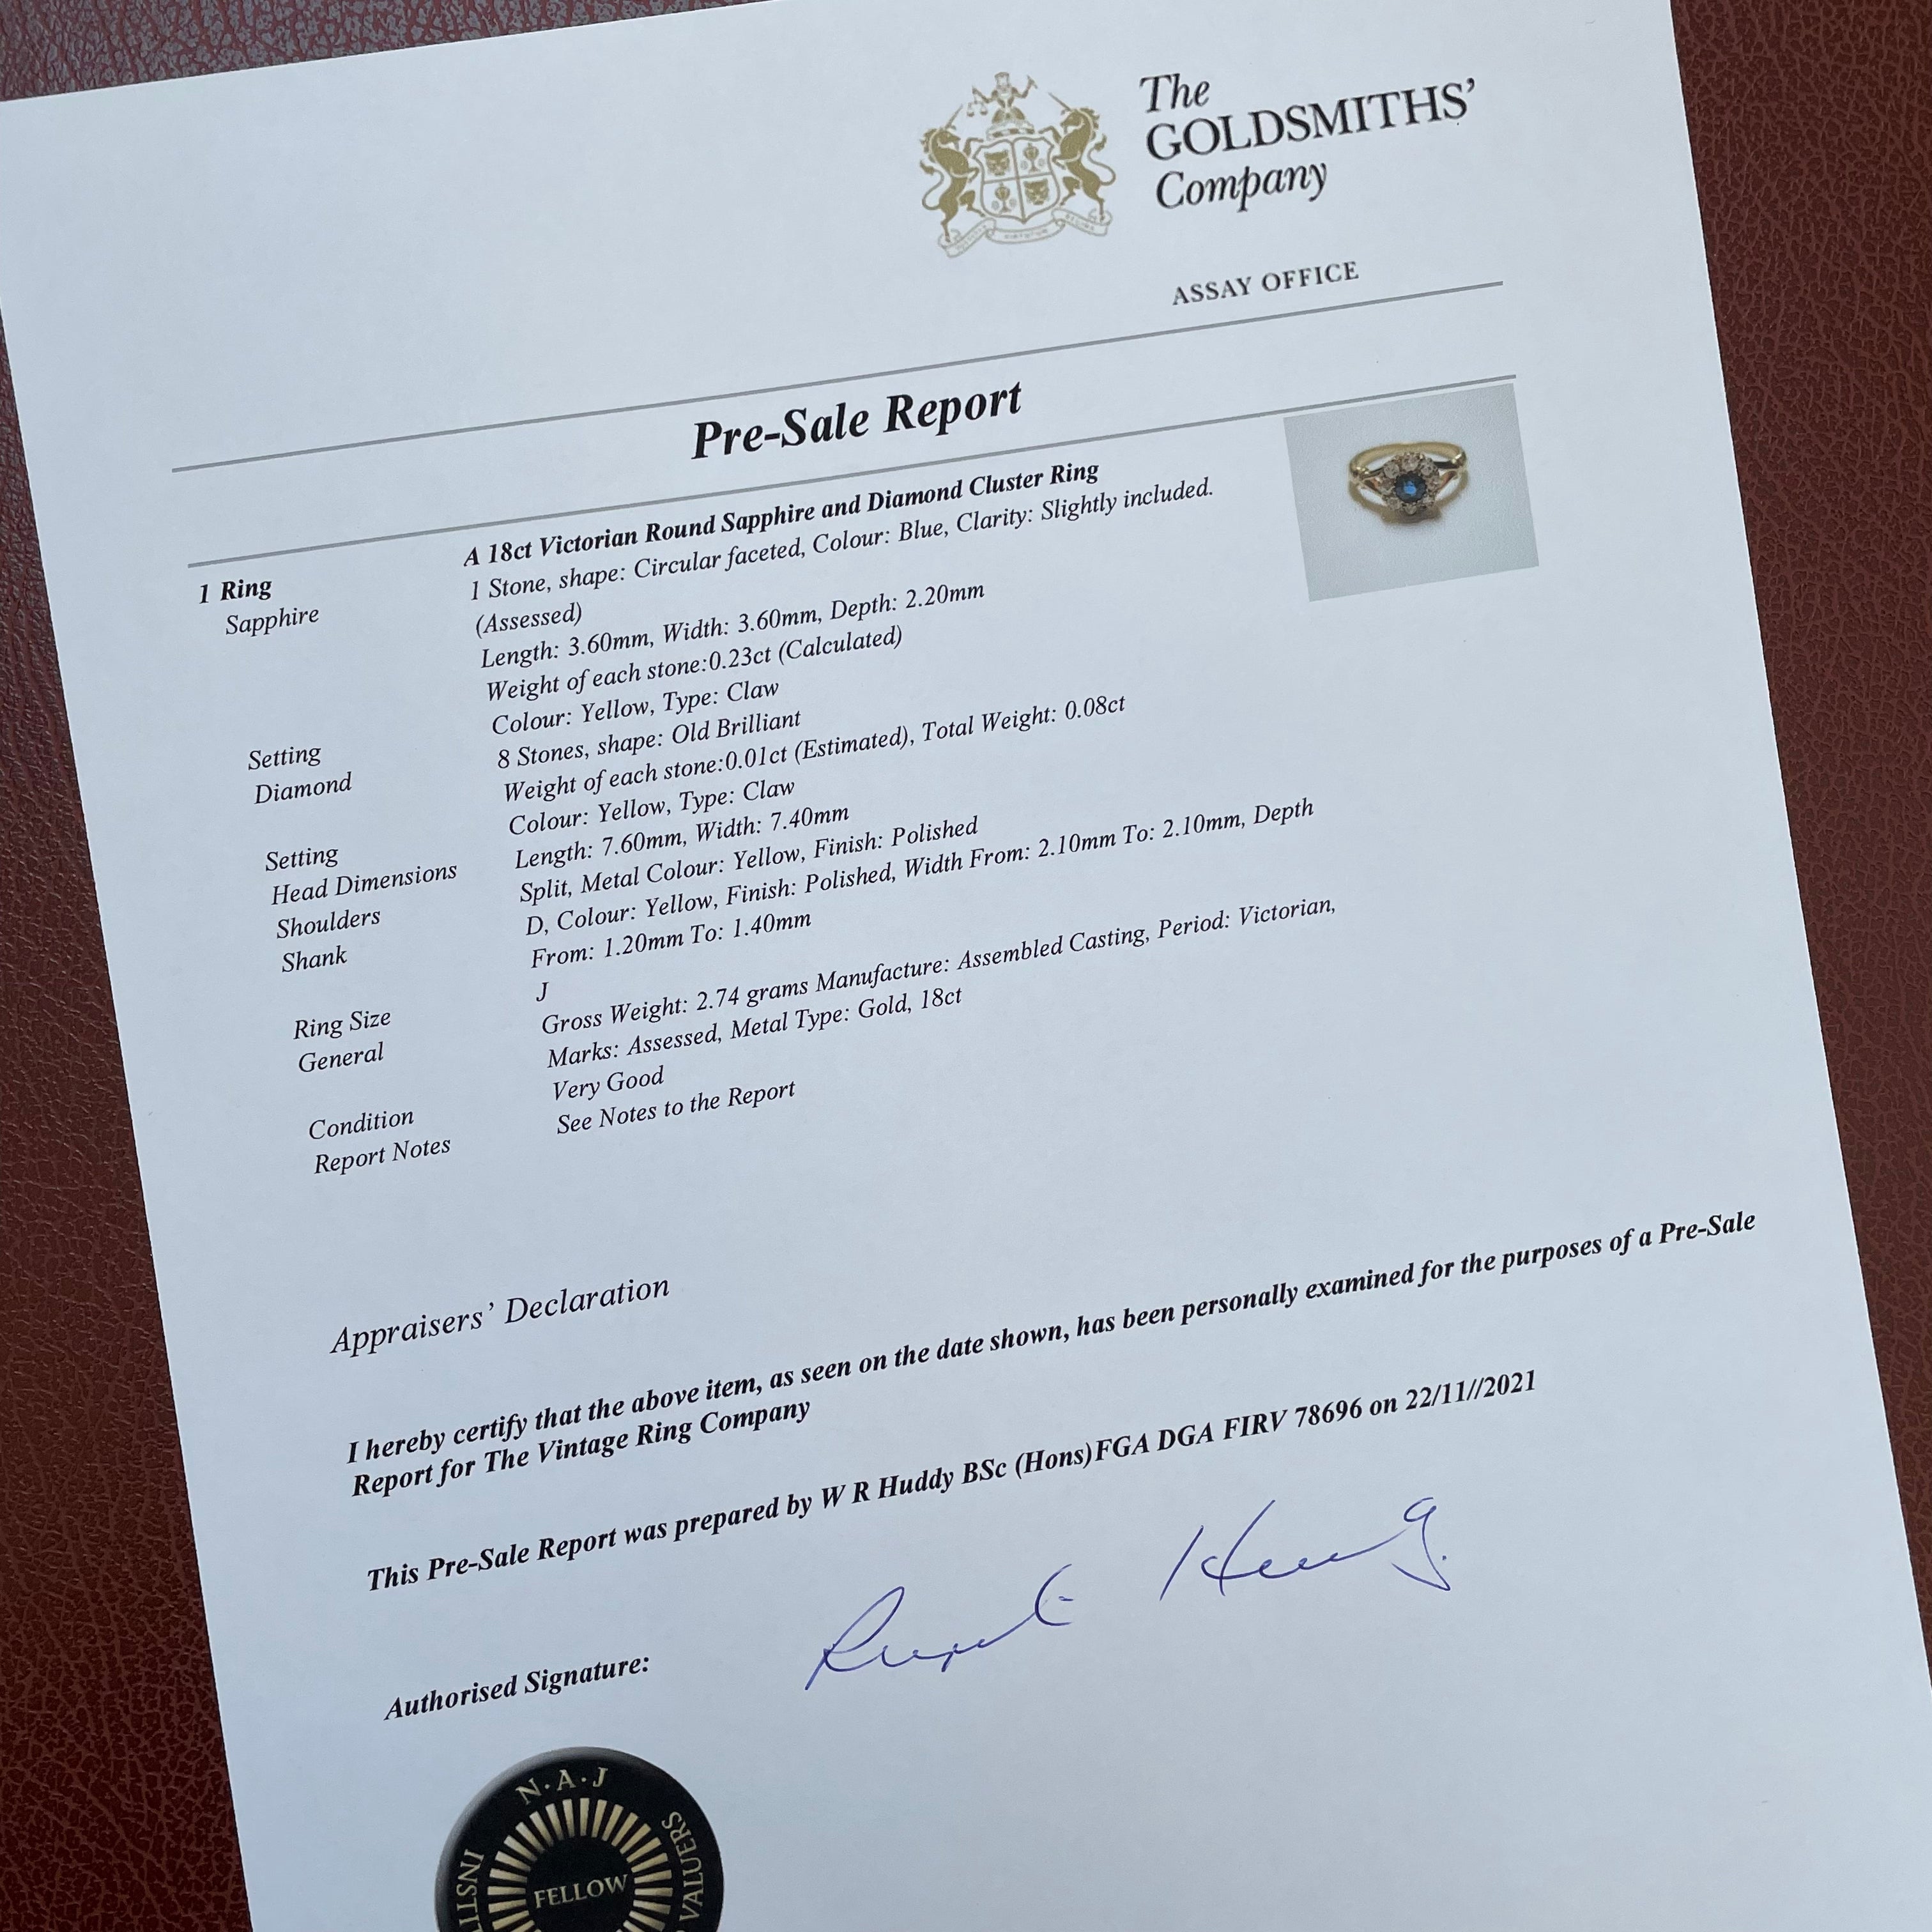 The
GOLDSMITHS'
Company
ASSAY OFFICE
Pre-Sale Report
1 Ring A 18ct Victorian Round Sapphire and Diamond Cluster Ring
Sapphire 1 Stone, shape: Circular faceted, Colour: Blue, Clarity: Slightly included.
(Assessed)
Length: 3.60mm, Width: 3.60mm, Depth: 2.20mm
Weight of each stone:0.23ct (Calculated)
Setting Colour: Yellow, Type: Claw
Diamond 8 Stones, shape: Old Brilliant
Weight of each stone:0.01ct (Estimated), Total Weight: 0.08ct
Setting Colour: Yellow, Type: Claw
Head Dimensions Length: 7.60mm, Width: 7.40mm
Shoulders Split, Metal Colour: Yellow, Finish: Polished
Shank D, Colour: Yellow, Finish: Polished, Width From: 2.10mm To: 2.10mm, Depth
From: 1.20mm To: 1.40mm
Ring Size J
General Gross Weight: 2.74 grams Manufacture: Assembled Casting, Period: Victorian,
Marks: Assessed, Metal Type: Gold, 18ct
Condition Very Good
Report Notes See Notes to the Report
Appraisers' Declaration
I hereby certify that the above item, as seen on the date shown, has been personally examined for the purposes of a Pre-Sale
Report for The Vintage Ring Company
This Pre-Sale Report was prepared by W R Huddy BSc (Hons)FGA DGA FIRV 78696 on 22/11//2021
Authorised Signature:
N·A·J
VALUERS
FELLOW